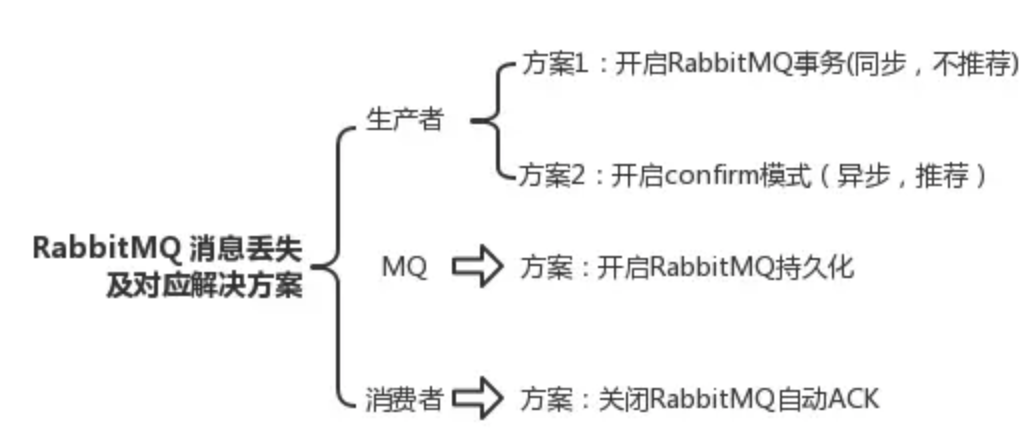 方案1：开启RabbitMQ事务(同步，不推荐)
生产者
方案2：开启confirm模式（异步，推荐）
RabbitMQ 消息丢失
及对应解决方案
MQ
方案：开启RabbitMQ持久化
消费者
方案：关闭RabbitMQ自动ACK